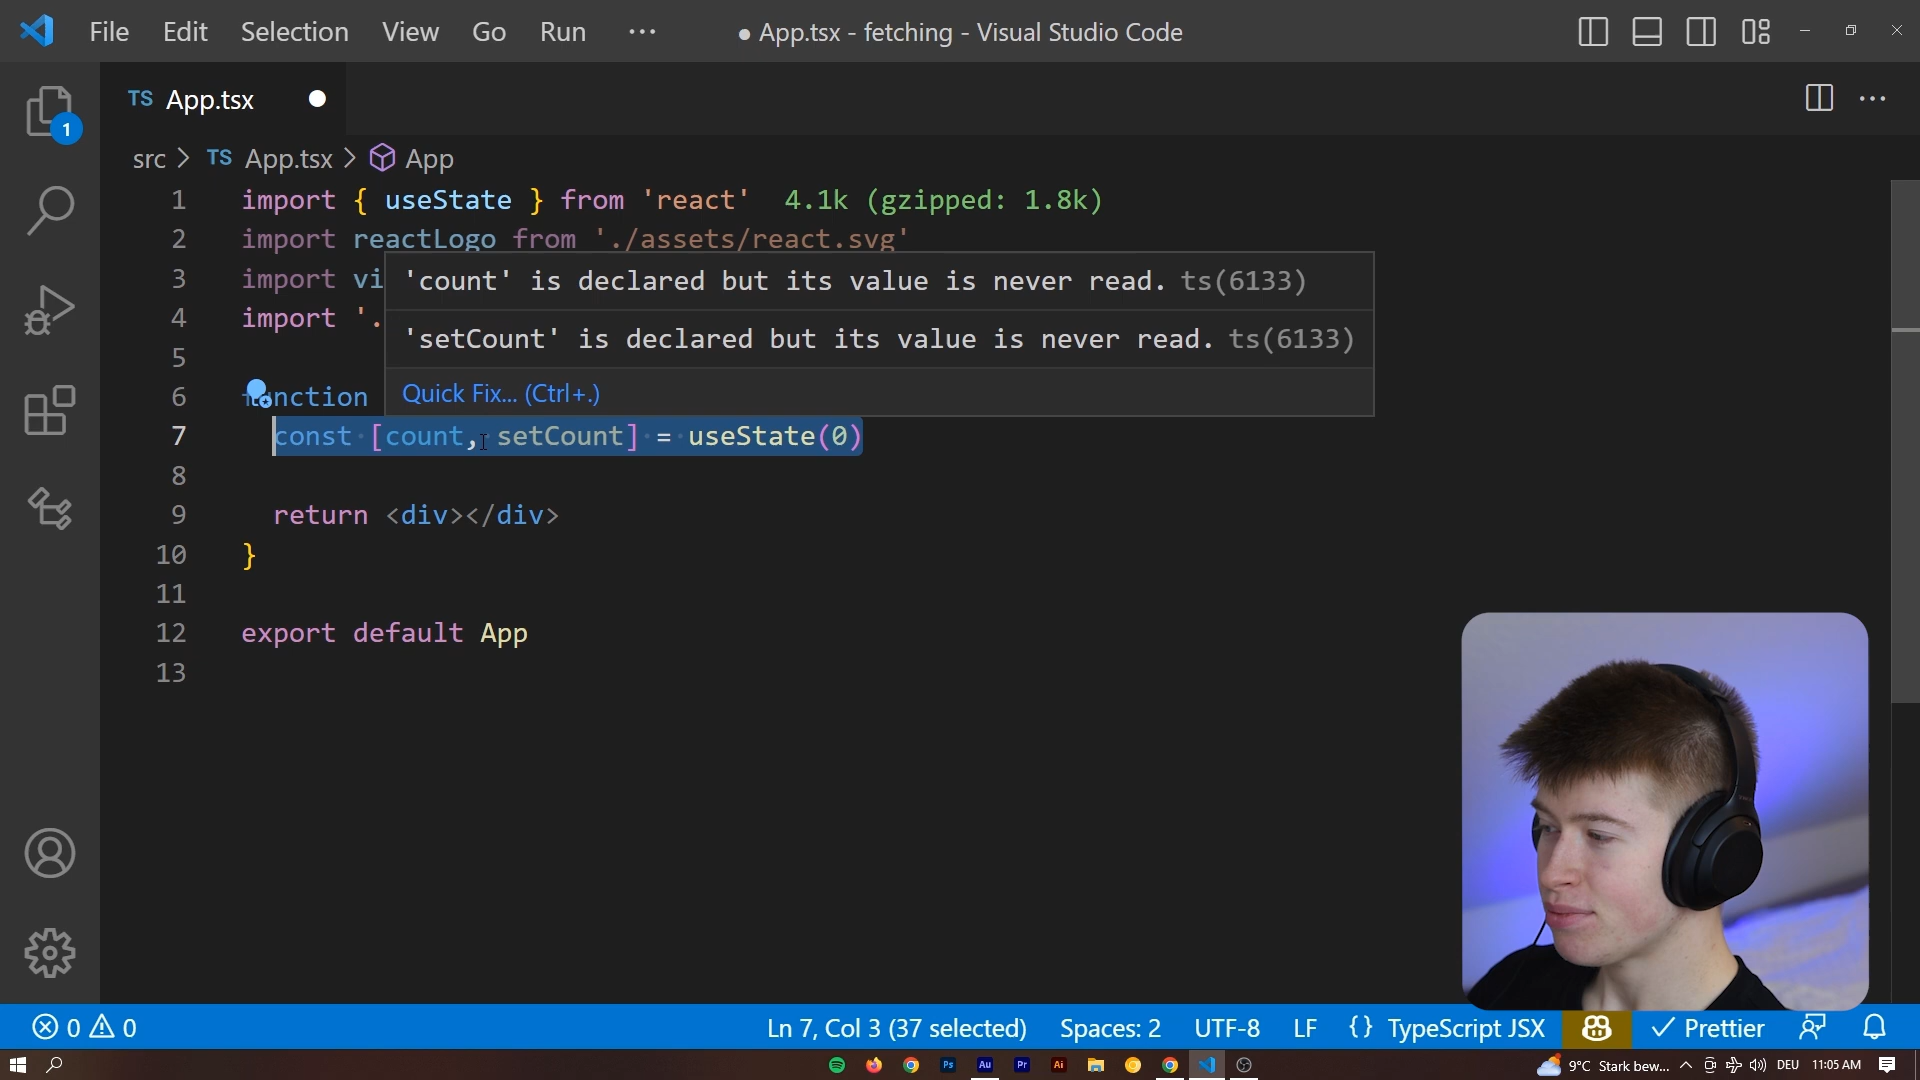 File Edit Selection View Go Run ··· ● App.tsx - fetching - Visual Studio Code
1
TS App.tsx
src > TS App.tsx > App
1 import { useState } from 'react' 4.1k (gzipped: 1.8k)
2 import reactLogo from './assets/react.svg'
3 import vi
4 import '.
'count' is declared but its value is never read. ts(6133)
'setCount' is declared but its value is never read. ts(6133)
Quick Fix... (Ctrl+.)
5
6 function
7 const [count, setCount] = useState(0)
8
9 return <div></div>
10 }
11
12 export default App
13
0 0 Ln 7, Col 3 (37 selected) Spaces: 2 UTF-8 LF {} TypeScript JSX Prettier
Ps Au Pr Ai 9°C Stark bew... DEU 11:05 AM